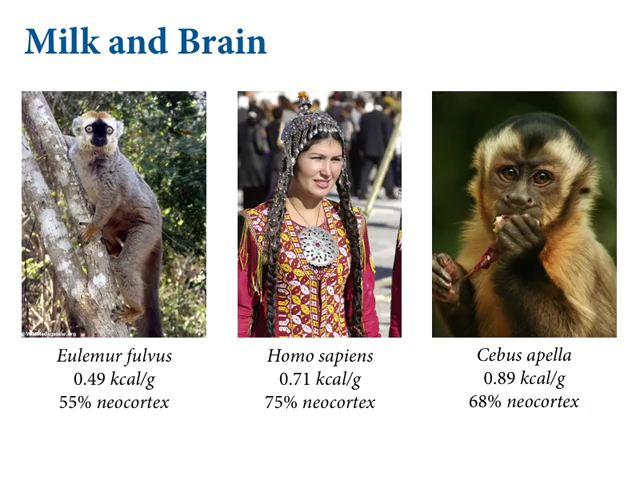 Milk and Brain
Eulemur fulvus
0.49 kcal/g
55% neocortex
Homo sapiens
0.71 kcal/g
75% neocortex
Cebus apella
0.89 kcal/g
68% neocortex